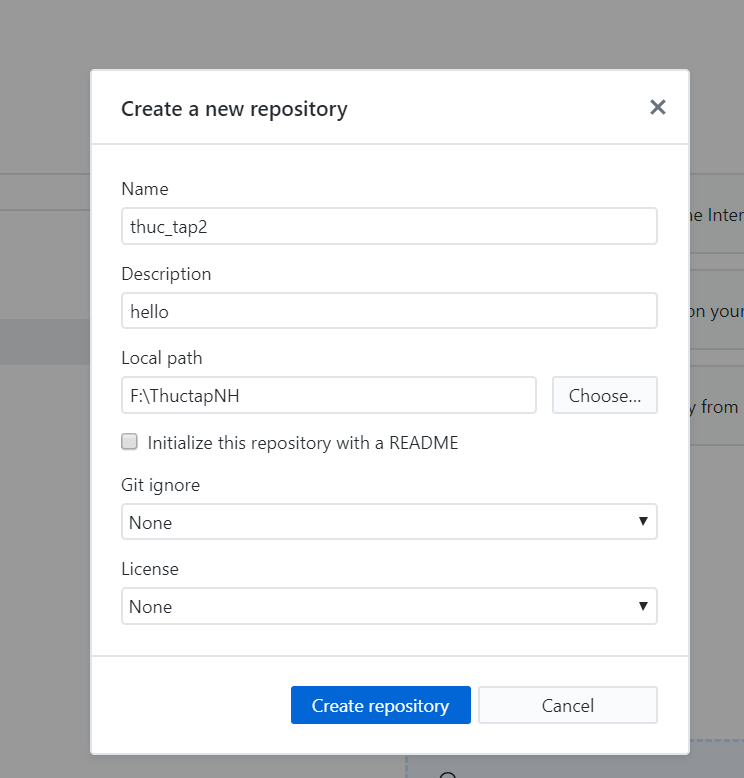 Create a new repository
Name
thuc_tap2
Description
hello
Local path
F:\ThuctapNH
Choose...
Initialize this repository with a README
Git ignore
None
License
None
Create repository
Cancel
Inter
on your
y from